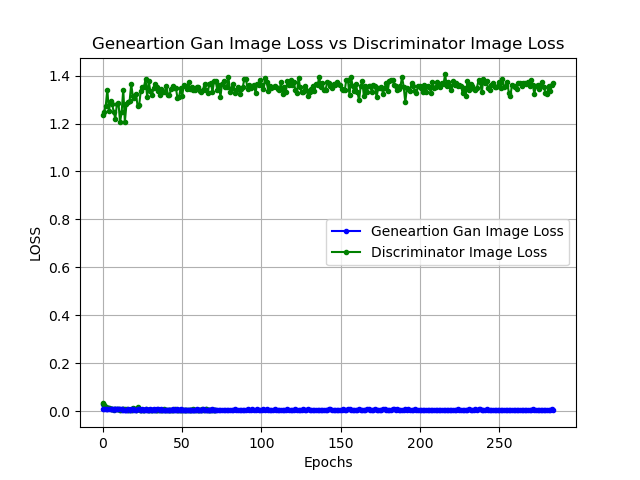 Geneartion Gan Image Loss vs Discriminator Image Loss
1.4
1.2
1.0
0.8
0.6
0.4
0.2
0.0
LOSS
Geneartion Gan Image Loss
Discriminator Image Loss
0 50 100 150 200 250
Epochs